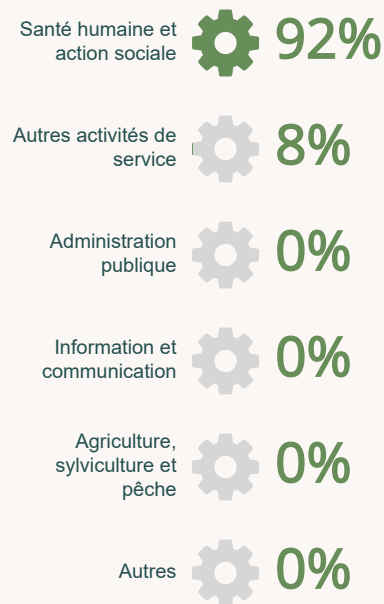 Santé humaine et
action sociale
92%
Autres activités de
service
8%
Administration
publique
0%
Information et
communication
0%
Agriculture,
sylviculture et
pêche
0%
Autres
0%